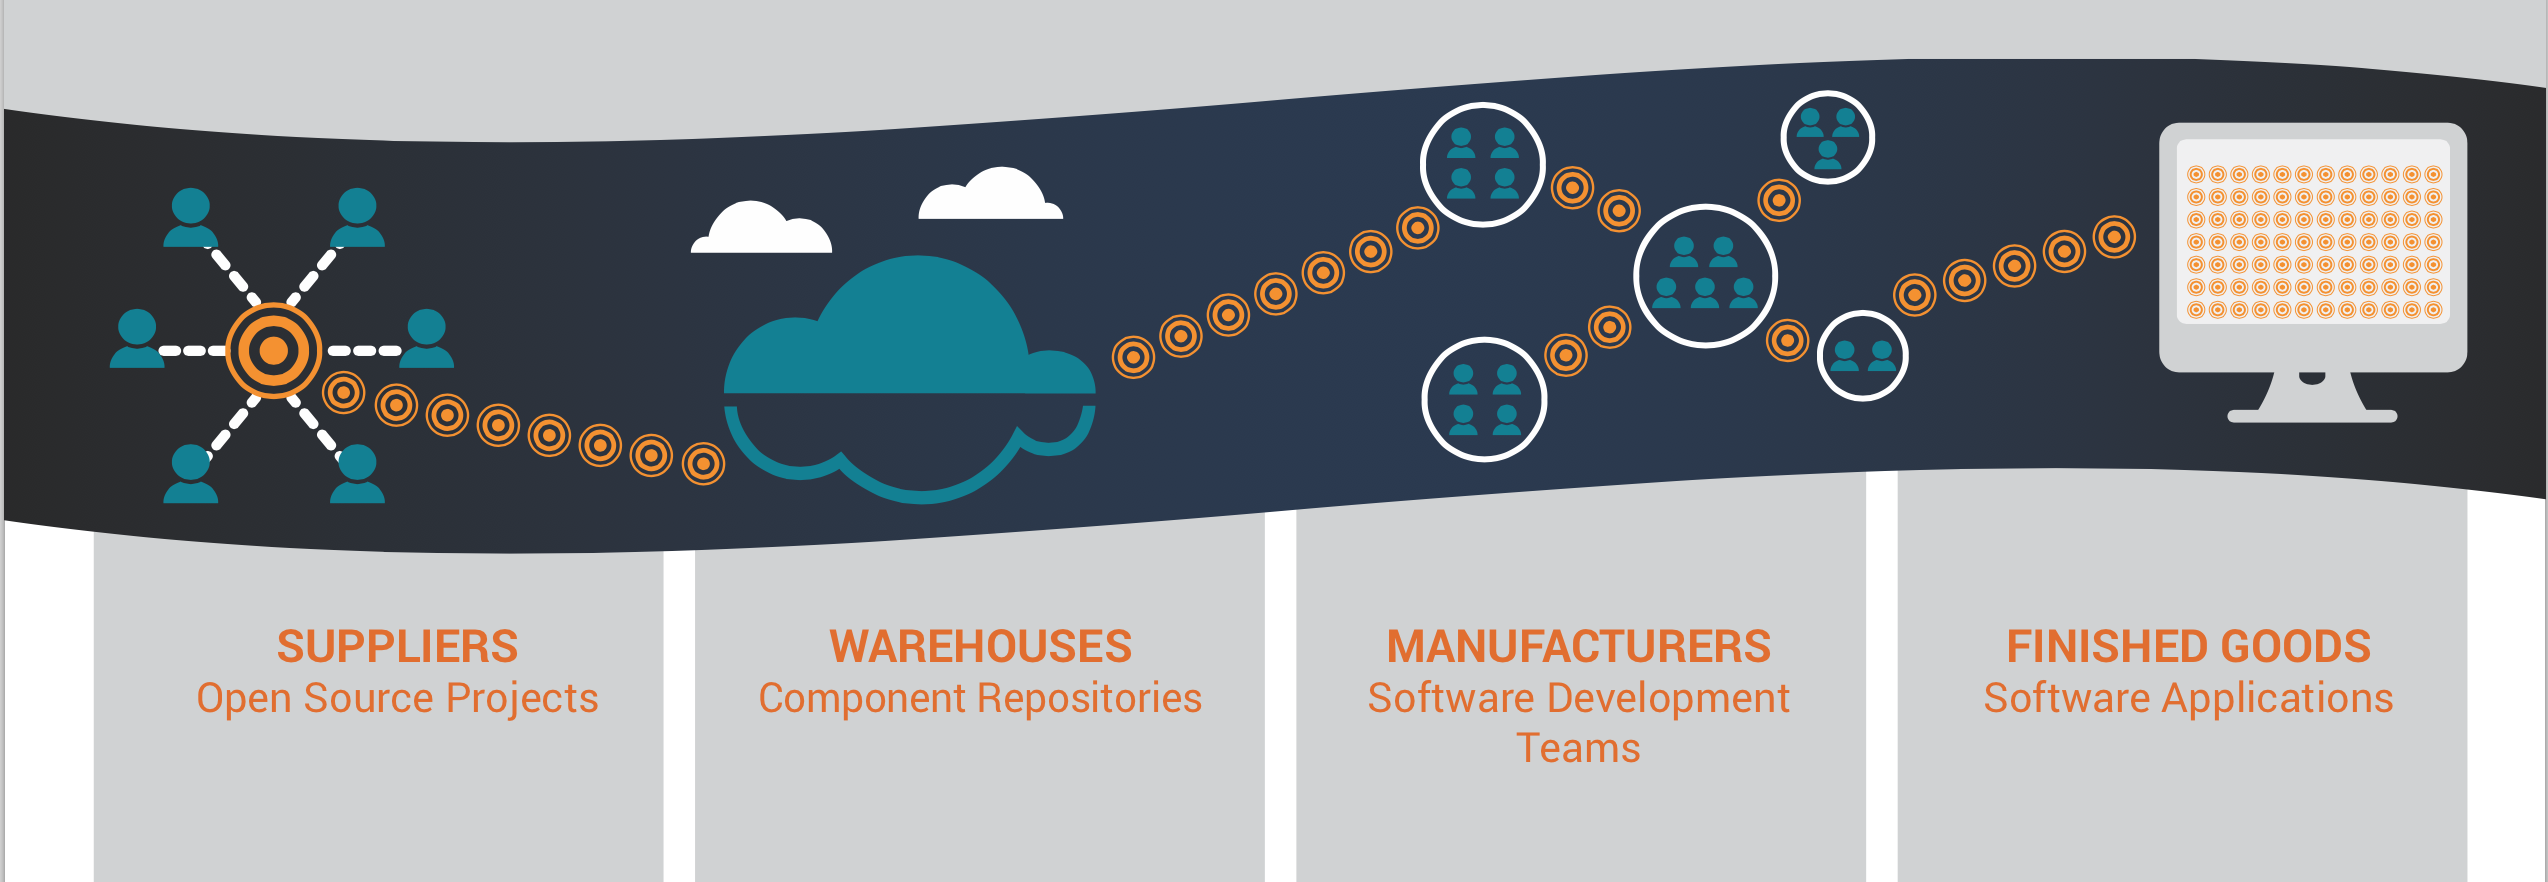 SUPPLIERS
Open Source Projects
WAREHOUSES
Component Repositories
MANUFACTURERS
Software Development
Teams
FINISHED GOODS
Software Applications